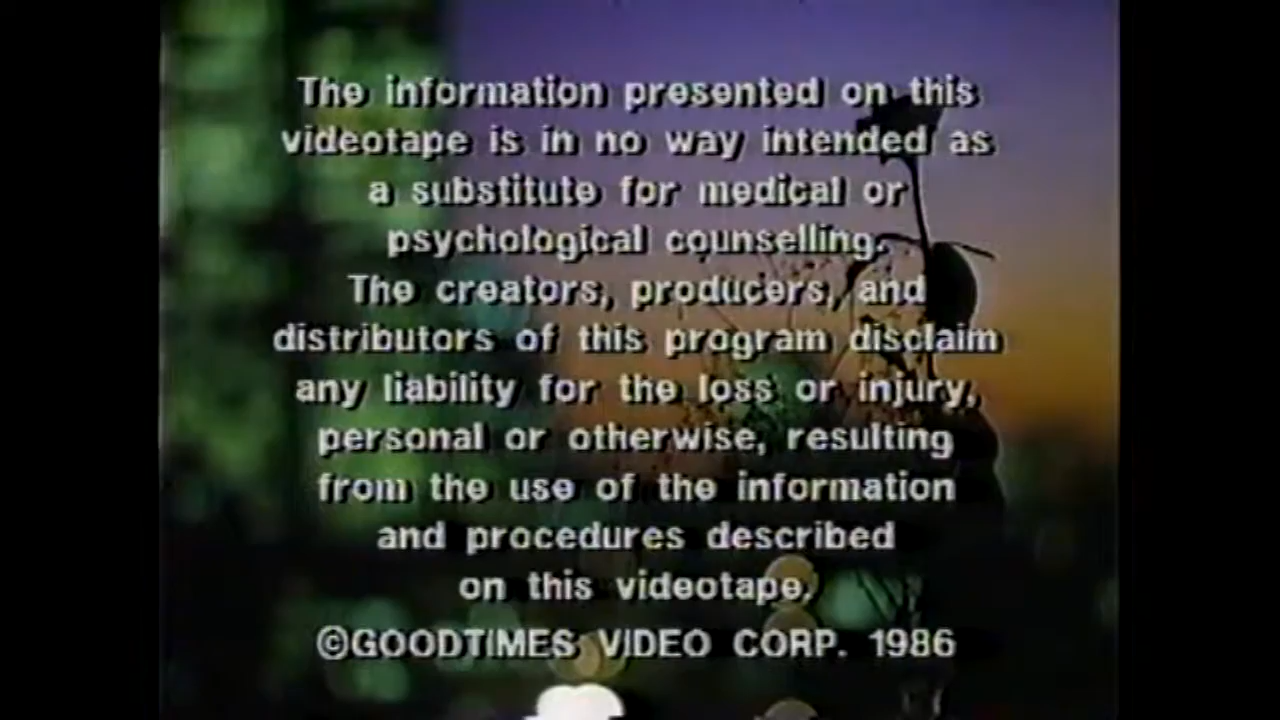 The information presented on this
videotape is in no way intended as
a substitute for medical or
psychological counselling.
The creators, producers, and
distributors of this program disclaim
any liability for the loss or injury,
personal or otherwise, resulting
from the use of the information
and procedures described
on this videotape.
©GOODTIMES VIDEO CORP. 1986